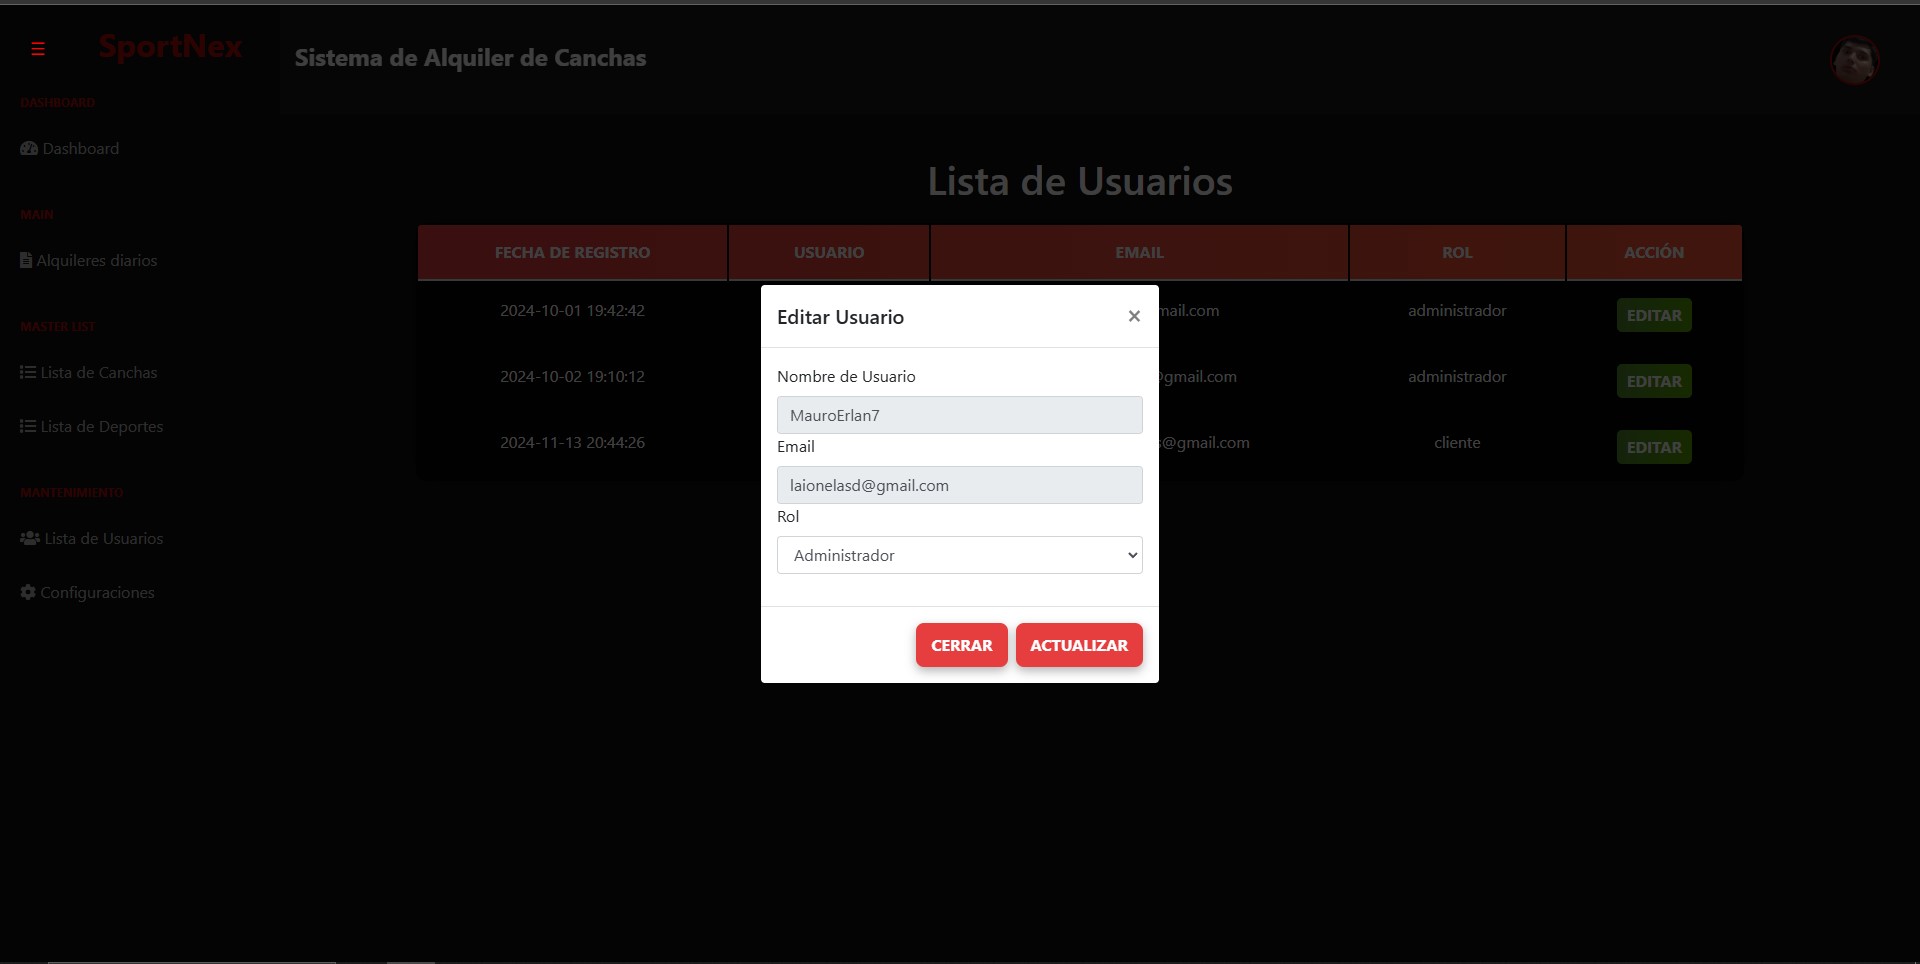 SportNex
Sistema de Alquiler de Canchas
DASHBOARD
Dashboard
MAIN
Alquileres diarios
MASTER LIST
Lista de Canchas
Lista de Deportes
MANTENIMIENTO
Lista de Usuarios
Configuraciones
Lista de Usuarios
FECHA DE REGISTRO USUARIO EMAIL ROL ACCIÓN
2024-10-01 19:42:42 mail.com administrador EDITAR
2024-10-02 19:10:12 @gmail.com administrador EDITAR
2024-11-13 20:44:26 s@gmail.com cliente EDITAR
Editar Usuario ×
Nombre de Usuario
MauroErlan7
Email
laionelasd@gmail.com
Rol
Administrador
CERRAR ACTUALIZAR